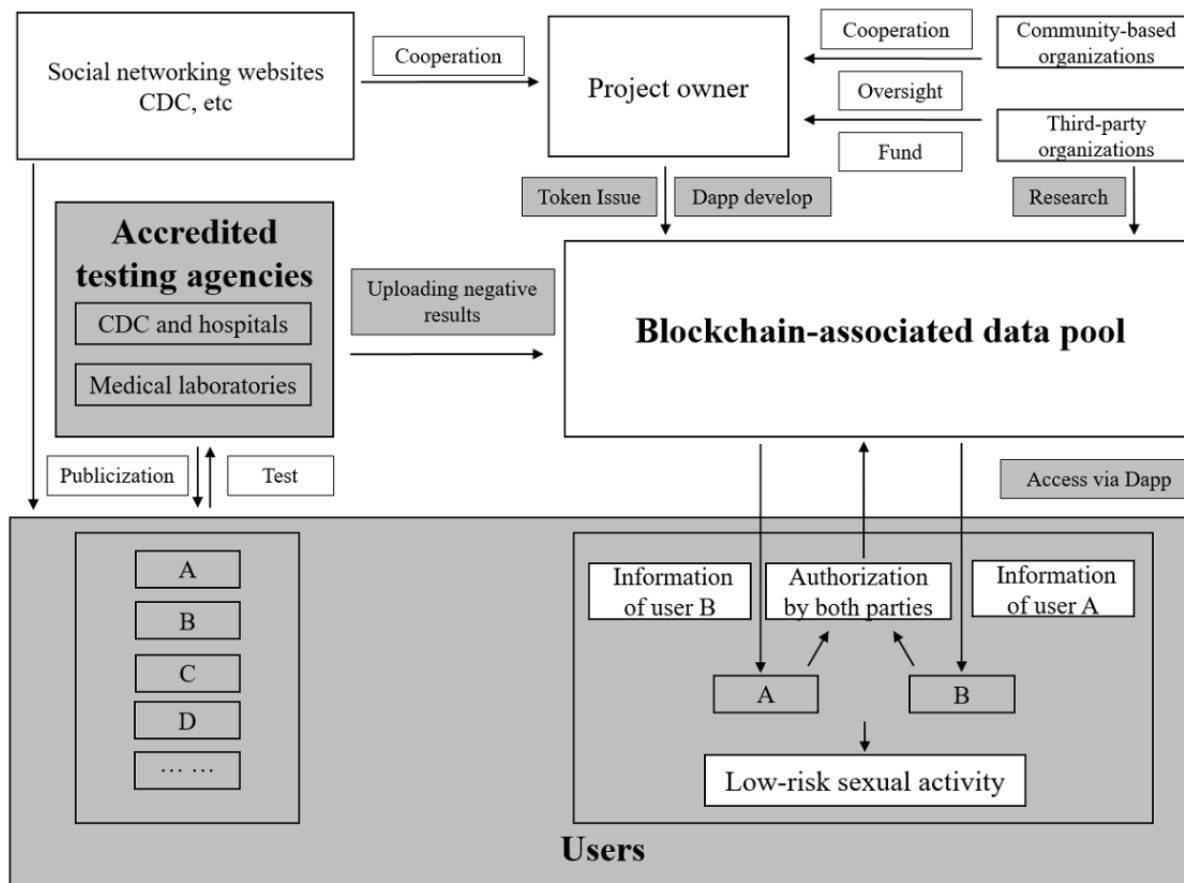 Social networking websites
CDC, etc
Cooperation
Project owner
Cooperation
Oversight
Fund
Community-based
organizations
Third-party
organizations
Token Issue
Dapp develop
Research
Accredited
testing agencies
CDC and hospitals
Medical laboratories
Uploading negative
results
Blockchain-associated data pool
Publicization
Test
Access via Dapp
A
B
C
D
... ...
Information
of user B
Authorization
by both parties
Information
of user A
A
B
Low-risk sexual activity
Users